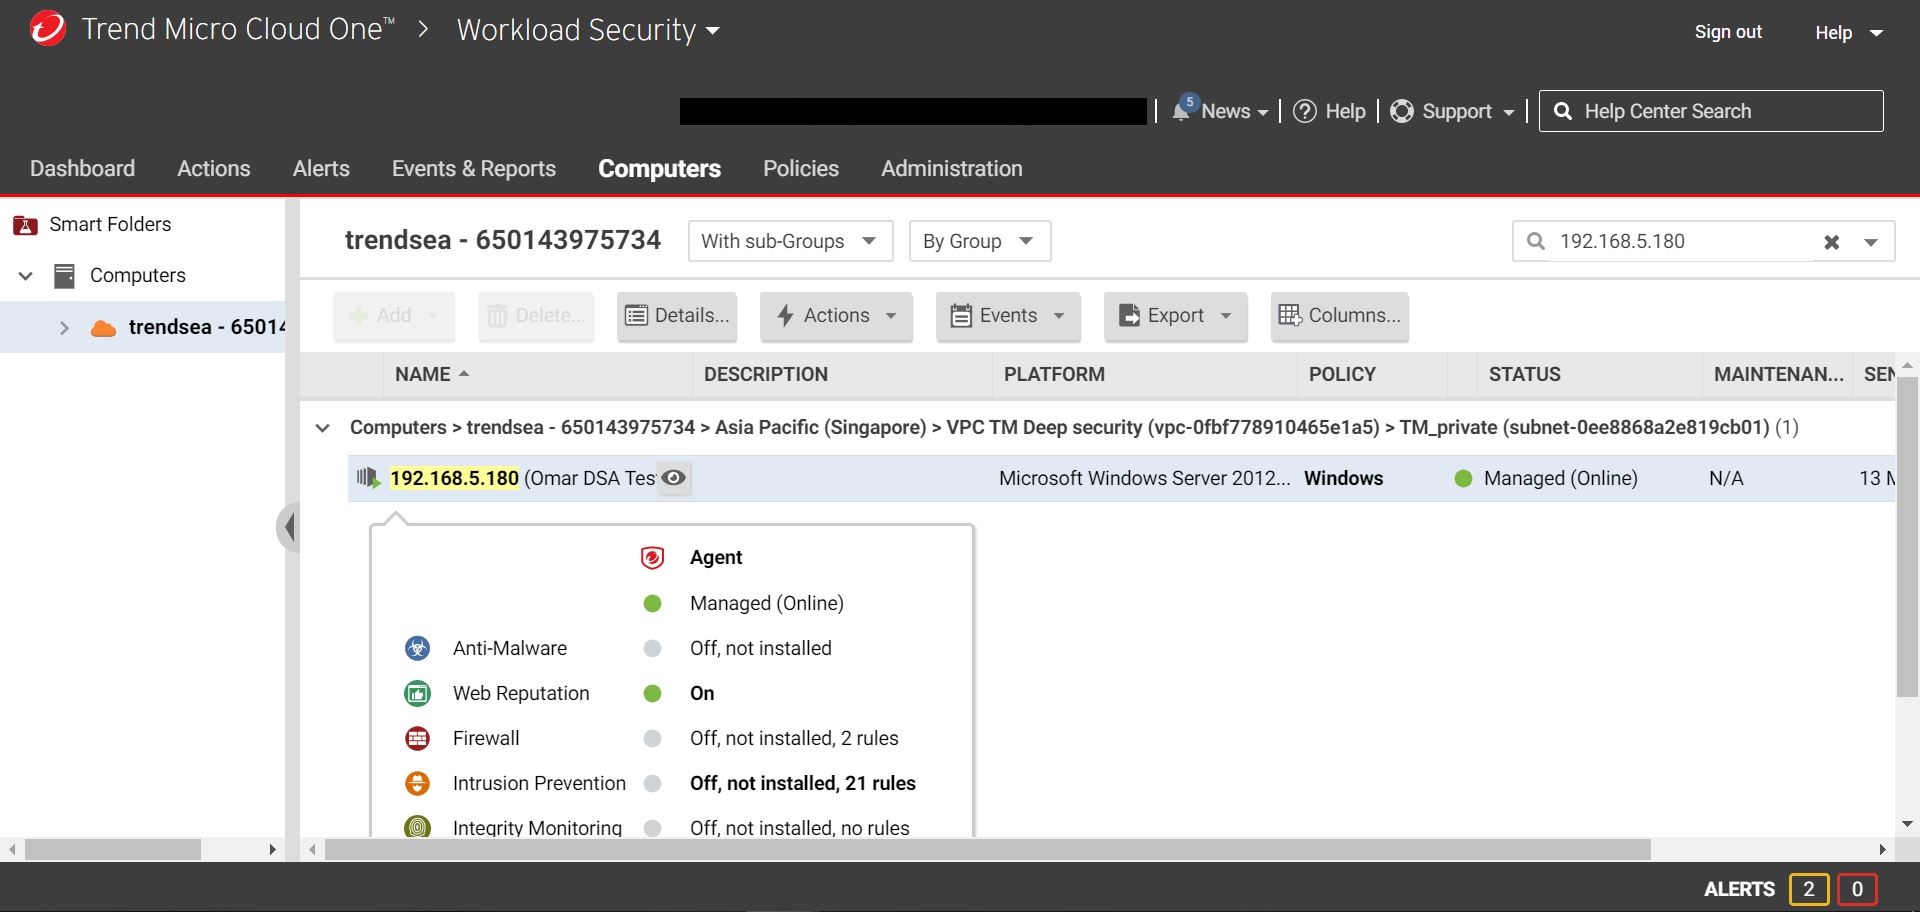 Trend Micro Cloud One™ > Workload Security
Sign out
Help
5
News
Help
Support
Help Center Search
Dashboard
Actions
Alerts
Events & Reports
Computers
Policies
Administration
Smart Folders
Computers
trendsea - 65014
trendsea - 650143975734
With sub-Groups
By Group
192.168.5.180
Add
Delete...
Details...
Actions
Events
Export
Columns...
NAME
DESCRIPTION
PLATFORM
POLICY
STATUS
MAINTENAN...
SEN
Computers > trendsea - 650143975734 > Asia Pacific (Singapore) > VPC TM Deep security (vpc-0fbf778910465e1a5) > TM_private (subnet-0ee8868a2e819cb01) (1)
192.168.5.180 (Omar DSA Tes
Microsoft Windows Server 2012...
Windows
Managed (Online)
N/A
13 M
Agent
Managed (Online)
Anti-Malware Off, not installed
Web Reputation On
Firewall Off, not installed, 2 rules
Intrusion Prevention Off, not installed, 21 rules
Integrity Monitoring Off, not installed, no rules
ALERTS 2 0